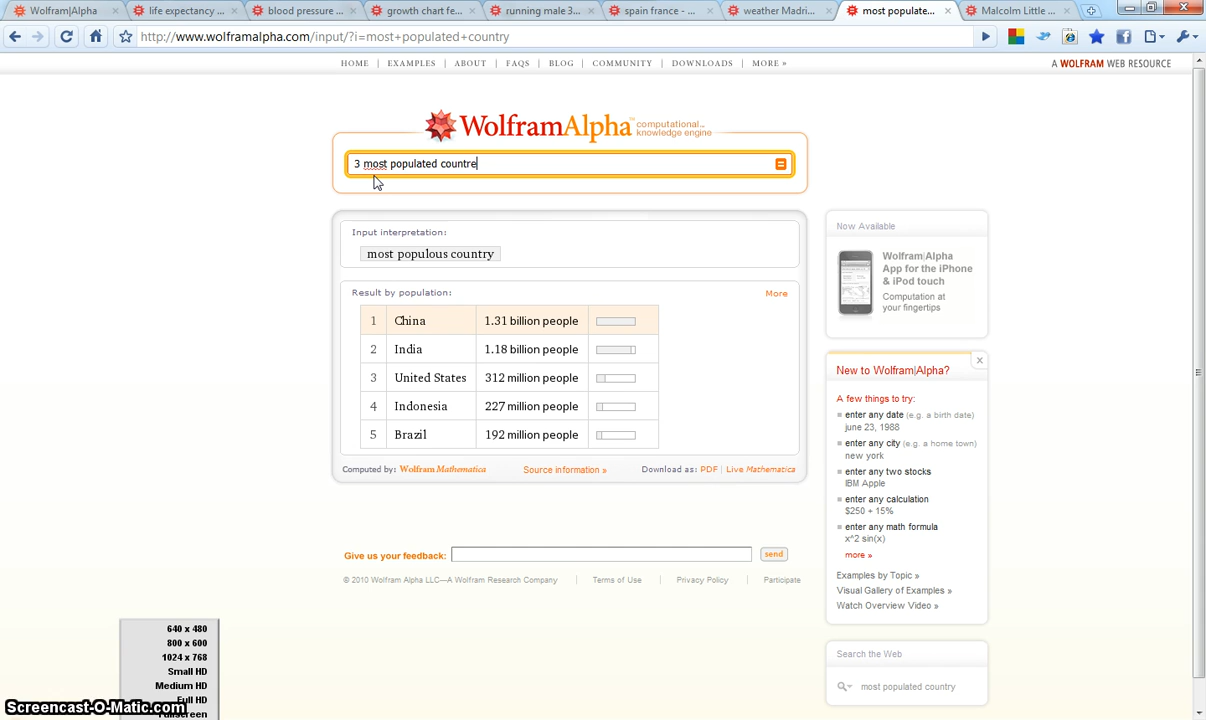 Wolfram|Alpha
life expectancy ...
blood pressure ...
growth chart fe...
running male 3...
spain france - ...
weather Madri...
most populate...
Malcolm Little ...
http://www.wolframalpha.com/input/?i=most+populated+country
HOME | EXAMPLES | ABOUT | FAQS | BLOG | COMMUNITY | DOWNLOADS | MORE »
A WOLFRAM WEB RESOURCE
WolframAlpha computational... knowledge engine
3 most populated countre
Input interpretation:
most populous country
Result by population:
More
1 China 1.31 billion people
2 India 1.18 billion people
3 United States 312 million people
4 Indonesia 227 million people
5 Brazil 192 million people
Computed by: Wolfram Mathematica
Source information »
Download as: PDF | Live Mathematica
Give us your feedback:
send
© 2010 Wolfram Alpha LLC—A Wolfram Research Company | Terms of Use | Privacy Policy | Participate
Now Available
Wolfram|Alpha
App for the iPhone
& iPod touch
Computation at
your fingertips
New to Wolfram|Alpha?
A few things to try:
enter any date (e.g. a birth date)
june 23, 1988
enter any city (e.g. a home town)
new york
enter any two stocks
IBM Apple
enter any calculation
$250 + 15%
enter any math formula
x^2 sin(x)
more »
Examples by Topic »
Visual Gallery of Examples »
Watch Overview Video »
Search the Web
most populated country
640 x 480
800 x 600
1024 x 768
Small HD
Medium HD
Full HD
Fullscreen
Screencast-O-Matic.com